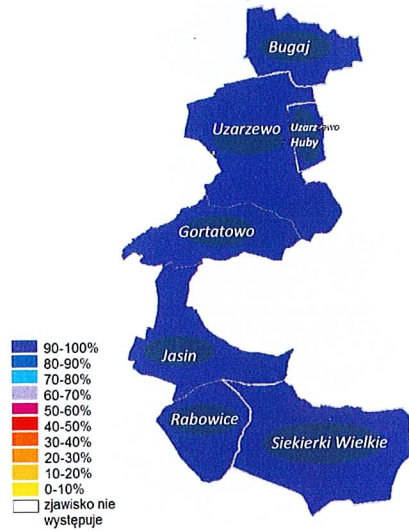 Bugaj
Uzarzewo
Uzarzewo
Huby
Gortatowo
Jasin
Rabowice
Siekierki Wielkie
90-100%
80-90%
70-80%
60-70%
50-60%
40-50%
30-40%
20-30%
10-20%
0-10%
zjawisko nie
występuje